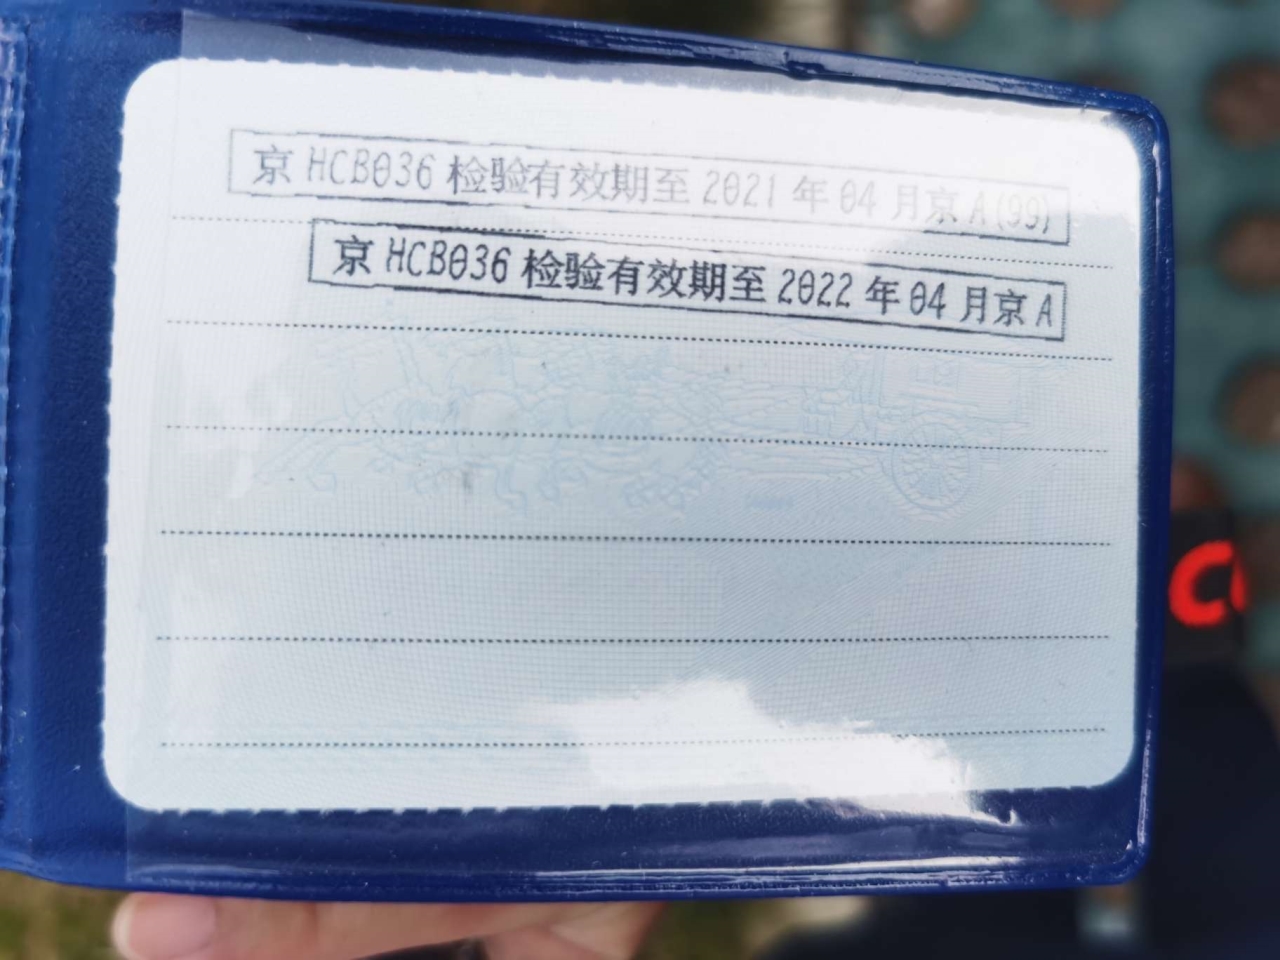 京 HCB036 检验有效期至 2021 年 04 月京 A(99)
京 HCB036 检验有效期至 2022 年 04 月京 A